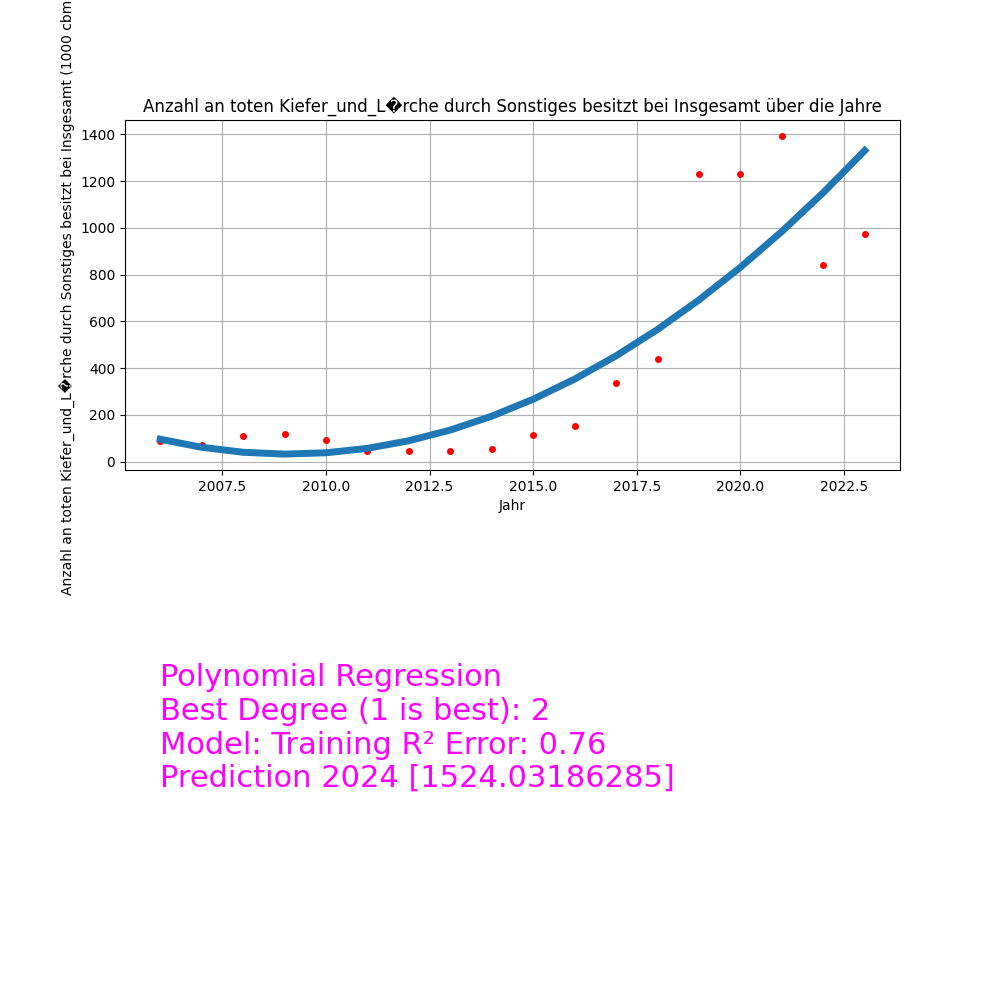 Anzahl an toten Kiefer_und_L�rche durch Sonstiges besitzt bei Insgesamt über die Jahre
Anzahl an toten Kiefer_und_L�rche durch Sonstiges besitzt bei Insgesamt (1000 cbm
1400
1200
1000
800
600
400
200
0
2007.5 2010.0 2012.5 2015.0 2017.5 2020.0 2022.5
Jahr
Polynomial Regression
Best Degree (1 is best): 2
Model: Training R² Error: 0.76
Prediction 2024 [1524.03186285]